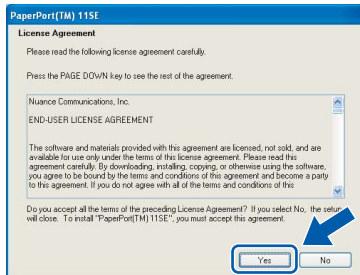 PaperPort(TM) 11SE
License Agreement
Please read the following license agreement carefully.
Press the PAGE DOWN key to see the rest of the agreement.
Nuance Communications, Inc.
END-USER LICENSE AGREEMENT
The software and materials provided with this agreement are licensed, not sold, and are
available for use only under the terms of this license agreement. Please read this
agreement carefully. By downloading, installing, copying, or otherwise using the software,
you agree to be bound by the terms and conditions of this agreement and become a party
to this agreement. If you do not agree with all of the terms and conditions of this
Do you accept all the terms of the preceding License Agreement? If you select No, the setup
will close. To install "PaperPort(TM) 11SE", you must accept this agreement.
Yes
No